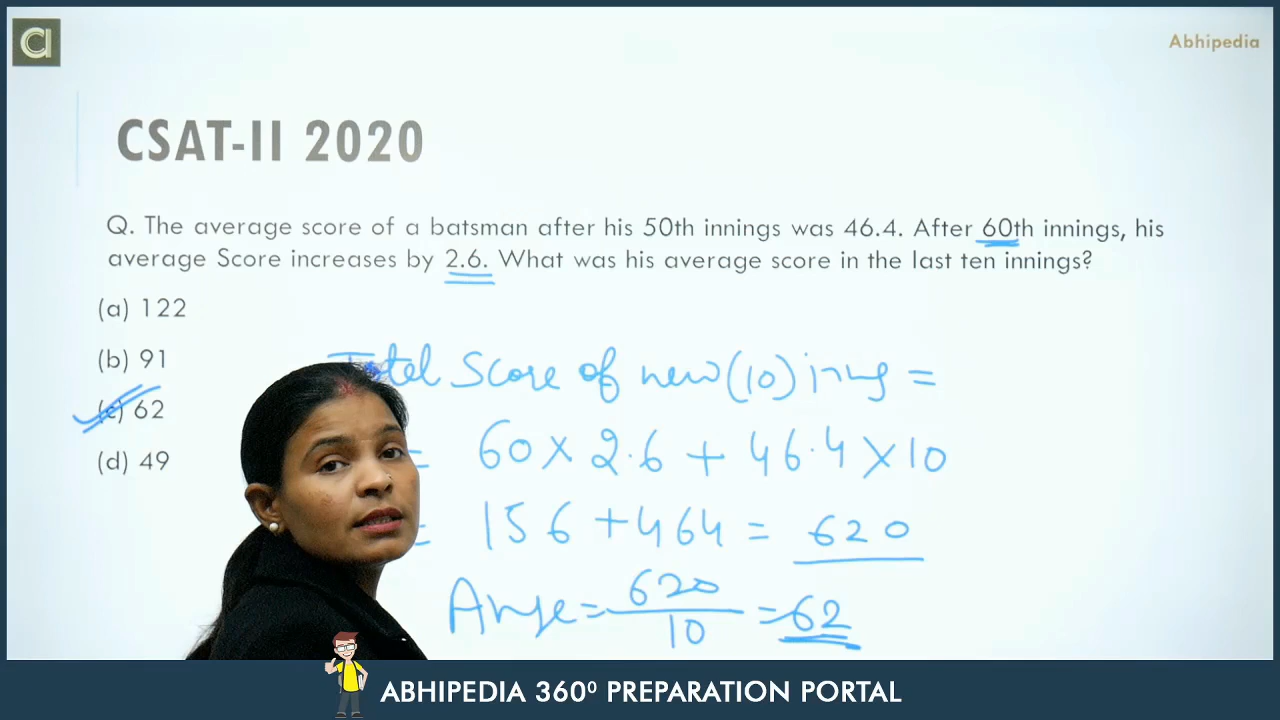 Abhipedia
CSAT-II 2020
Q. The average score of a batsman after his 50th innings was 46.4. After 60th innings, his
average Score increases by 2.6. What was his average score in the last ten innings?
(a) 122
(b) 91
(c) 62
(d) 49
Total Score of new (10) =
= 60 × 2.6 + 46.4 × 10
= 156 + 464 = 620
= 620 / 10 = 62
ABHIPEDIA 360⁰ PREPARATION PORTAL